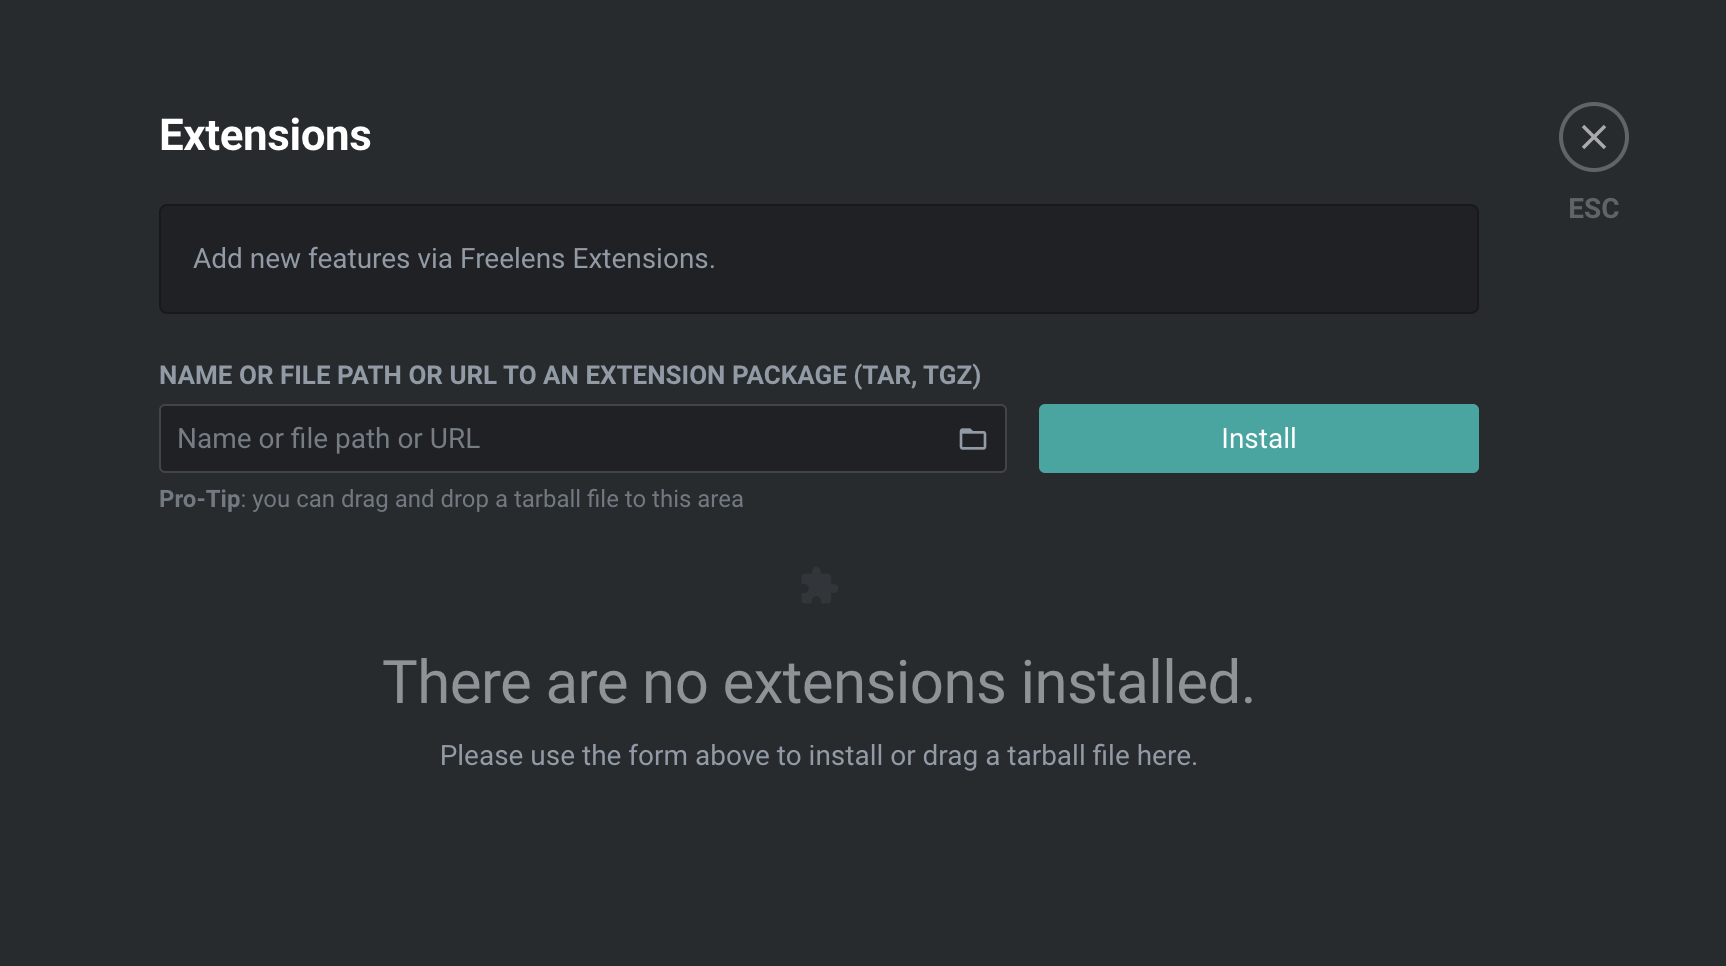 Extensions
ESC
Add new features via Freelens Extensions.
NAME OR FILE PATH OR URL TO AN EXTENSION PACKAGE (TAR, TGZ)
Name or file path or URL
Install
Pro-Tip: you can drag and drop a tarball file to this area
There are no extensions installed.
Please use the form above to install or drag a tarball file here.